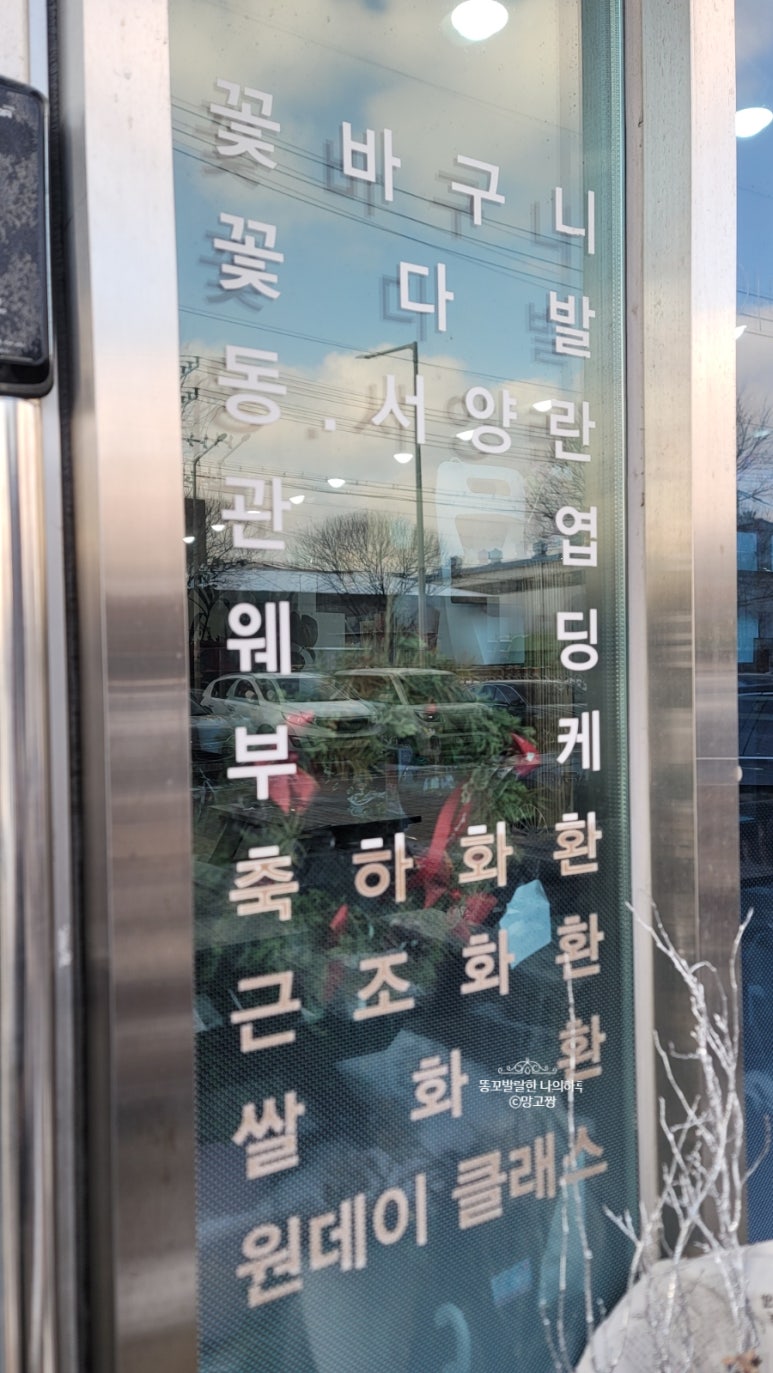 꽃바구니
꽃다발
동.서양란
관엽
웨딩
부케
축하화환
근조화환
쌀화환
원데이 클래스
똥꼬발랄한 나의하루
©망고짱